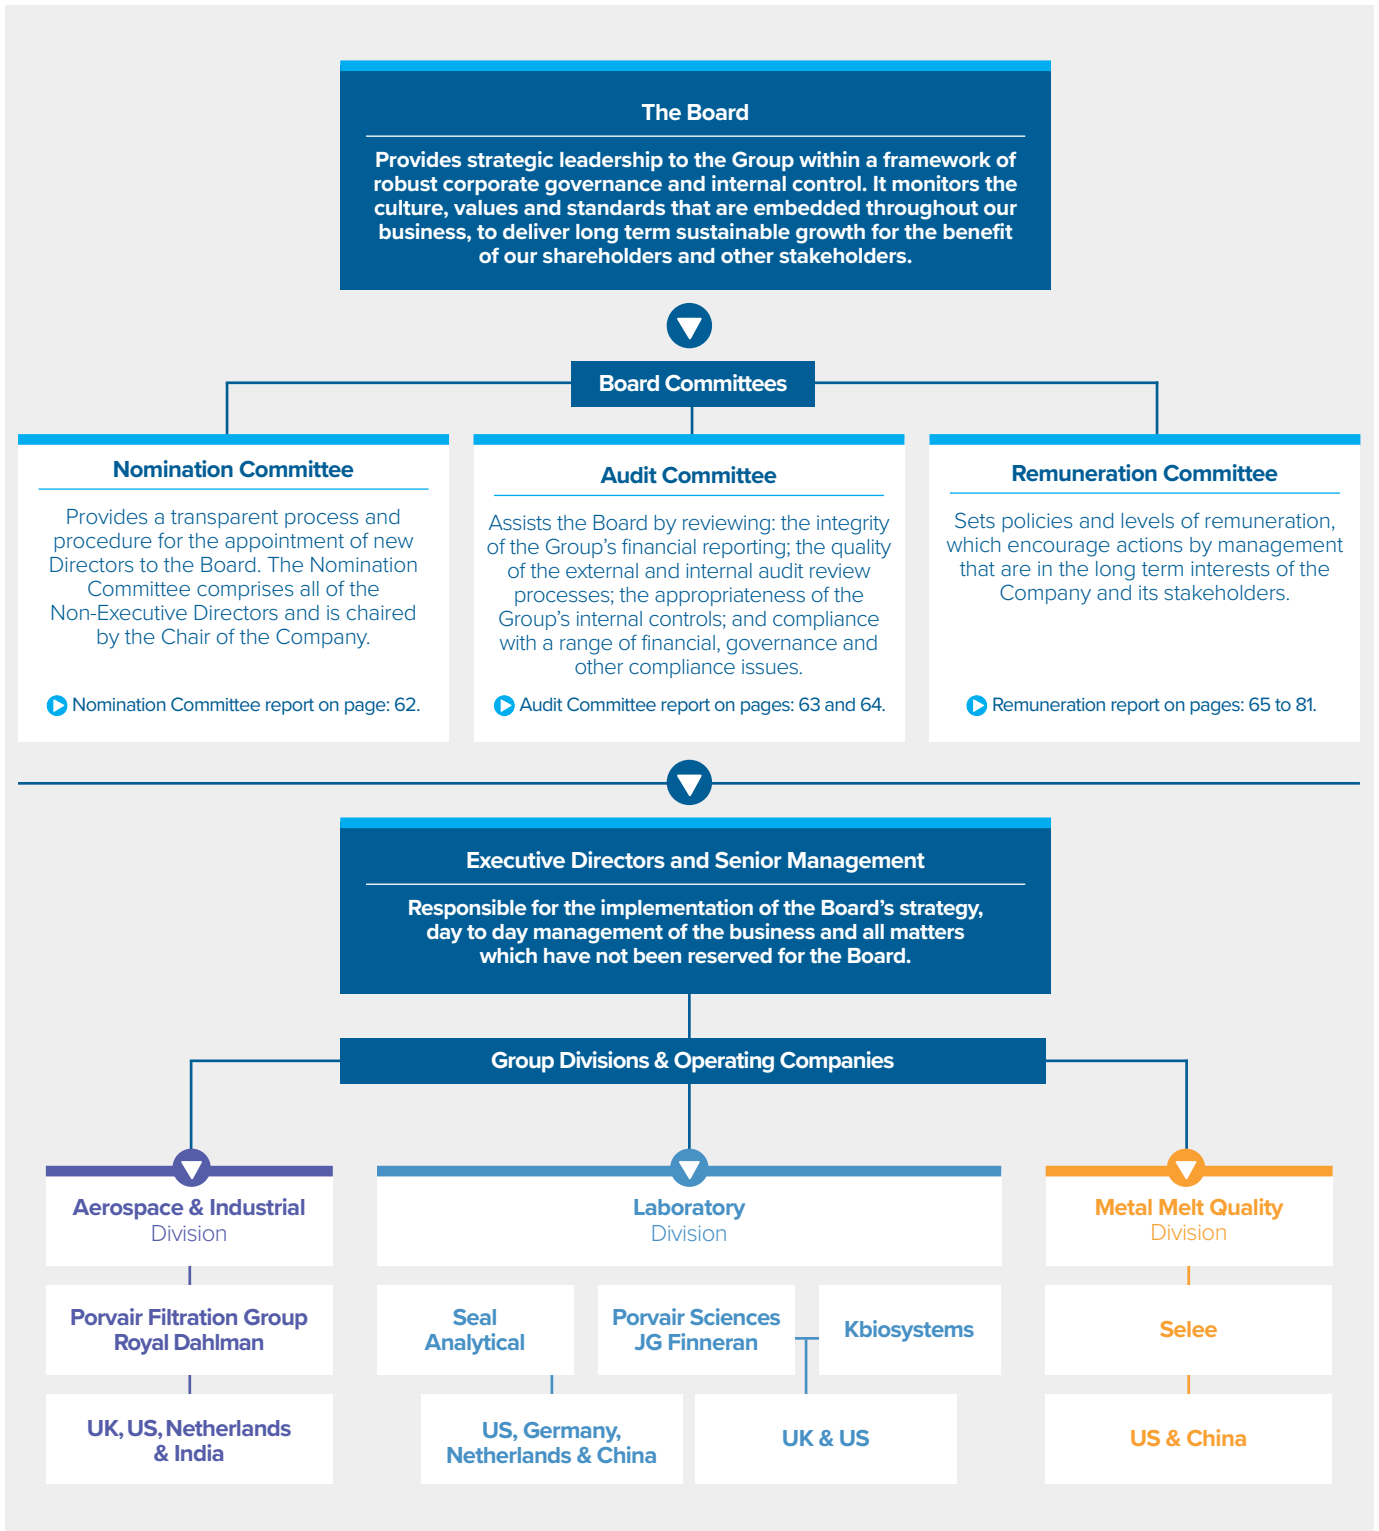 The Board
Provides strategic leadership to the Group within a framework of
robust corporate governance and internal control. It monitors the
culture, values and standards that are embedded throughout our
business, to deliver long term sustainable growth for the benefit
of our shareholders and other stakeholders.
Board Committees
Nomination Committee
Provides a transparent process and
procedure for the appointment of new
Directors to the Board. The Nomination
Committee comprises all of the
Non-Executive Directors and is chaired
by the Chair of the Company.
Nomination Committee report on page: 62.
Audit Committee
Assists the Board by reviewing: the integrity
of the Group's financial reporting; the quality
of the external and internal audit review
processes; the appropriateness of the
Group's internal controls; and compliance
with a range of financial, governance and
other compliance issues.
Audit Committee report on pages: 63 and 64.
Remuneration Committee
Sets policies and levels of remuneration,
which encourage actions by management
that are in the long term interests of the
Company and its stakeholders.
Remuneration report on pages: 65 to 81.
Executive Directors and Senior Management
Responsible for the implementation of the Board's strategy,
day to day management of the business and all matters
which have not been reserved for the Board.
Group Divisions & Operating Companies
Aerospace & Industrial
Division
Porvair Filtration Group
Royal Dahlman
UK, US, Netherlands
& India
Laboratory
Division
Seal
Analytical
Porvair Sciences
JG Finneran
Kbiosystems
US, Germany,
Netherlands & China
UK & US
Metal Melt Quality
Division
Selee
US & China